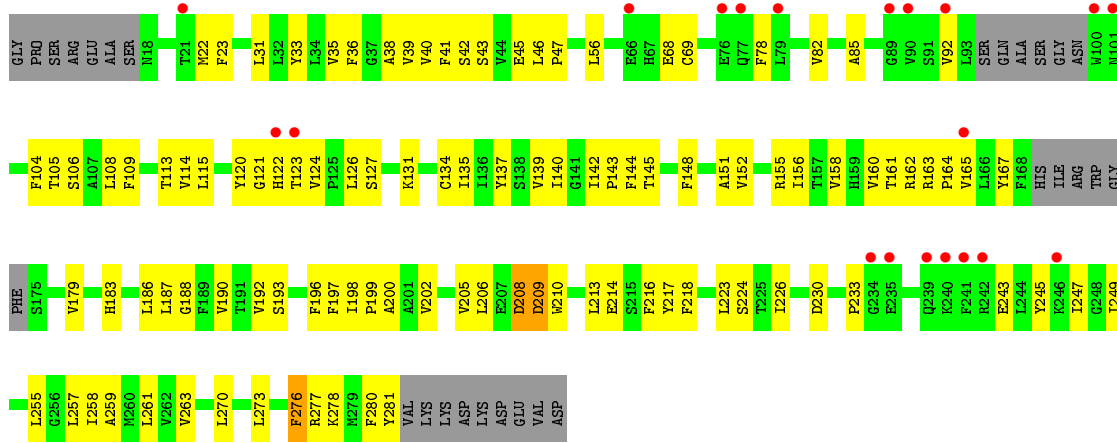 GLY PRO SER ARG GLU ALA SER N18 T21 M22 F23 L31 L32 Y33 L34 V35 F36 G37 A38 V39 V40 F41 S42 S43 V44 E45 L46 P47 L56 E66 H67 E68 C69 E76 Q77 F78 L79 V82 A85 G89 V90 S91 V92 L93 SER GLN ALA SER GLY ASN W100 N101
F104 T105 S106 A107 L108 F109 T113 V114 L115 Y120 G121 H122 T123 V124 P125 L126 S127 K131 C134 I135 I136 Y137 S138 V139 I140 G141 I142 P143 F144 T145 F148 A151 V152 R155 I156 T157 V158 H159 V160 T161 R162 R163 P164 V165 L166 Y167 F168 HIS ILE ARG TRP GLY
PHE S175 V179 H183 L186 L187 G188 F189 V190 T191 V192 S193 F196 F197 I198 P199 A200 A201 V202 V205 L206 E207 D208 D209 W210 L213 E214 S215 F216 Y217 F218 L223 S224 T225 I226 D230 P233 G234 E235 Q239 K240 F241 R242 E243 L244 Y245 K246 I247 G248 I249
L255 G256 L257 I258 A259 M260 L261 V262 V263 L270 L273 F276 R277 K278 M279 F280 Y281 VAL LYS LYS ASP LYS ASP GLU VAL ASP